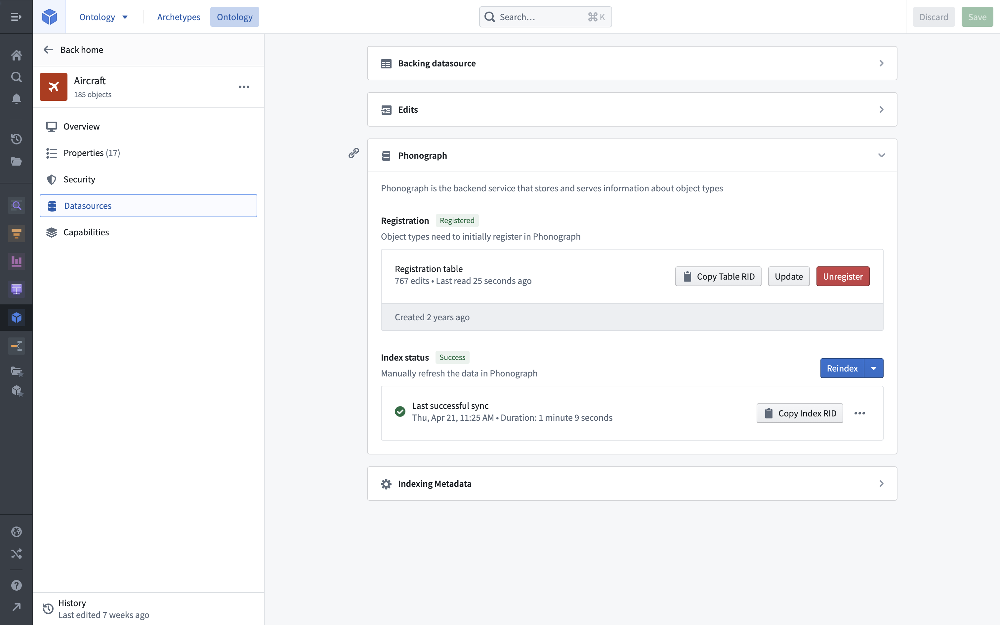 Ontology
Archetypes
Ontology
Search…
⌘ K
Discard
Save
Back home
Aircraft
185 objects
Overview
Properties (17)
Security
Datasources
Capabilities
History
Last edited 7 weeks ago
Backing datasource
Edits
Phonograph
Phonograph is the backend service that stores and serves information about object types
Registration Registered
Object types need to initially register in Phonograph
Registration table
767 edits • Last read 25 seconds ago
Copy Table RID
Update
Unregister
Created 2 years ago
Index status Success
Manually refresh the data in Phonograph
Reindex
Last successful sync
Thu, Apr 21, 11:25 AM • Duration: 1 minute 9 seconds
Copy Index RID
Indexing Metadata